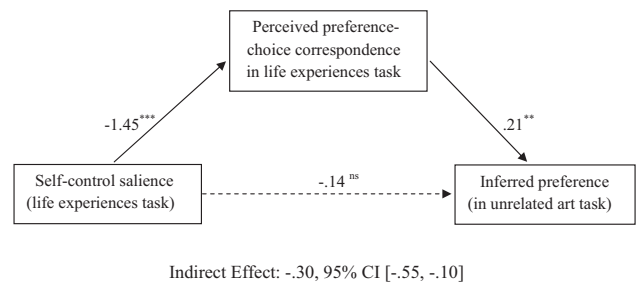 Perceived preference-
choice correspondence
in life experiences task
-1.45***
.21**
Self-control salience
(life experiences task)
-.14 ns
Inferred preference
(in unrelated art task)
Indirect Effect: -.30, 95% CI [-.55, -.10]